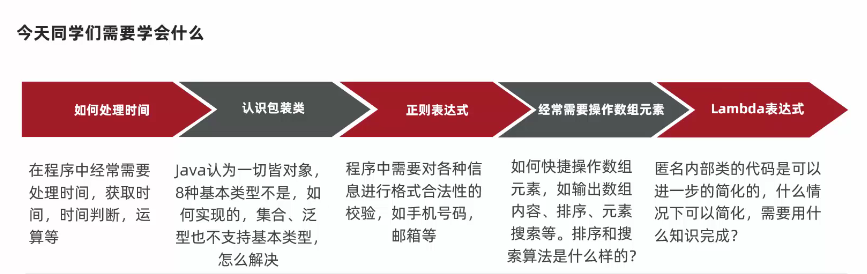 今天同学们需要学会什么
如何处理时间
认识包装类
正则表达式
经常需要操作数组元素
Lambda表达式
在程序中经常需要
处理时间，获取时
间，时间判断，运
算等
Java认为一切皆对象，
8种基本类型不是，如
何实现的，集合、泛
型也不支持基本类型，
怎么解决
程序中需要对各种信
息进行格式合法性的
校验，如手机号码，
邮箱等
如何快捷操作数组
元素，如输出数组
内容、排序、元素
搜索等。排序和搜
索算法是什么样的？
匿名内部类的代码是可以
进一步的简化的，什么情
况下可以简化，需要用什
么知识完成？